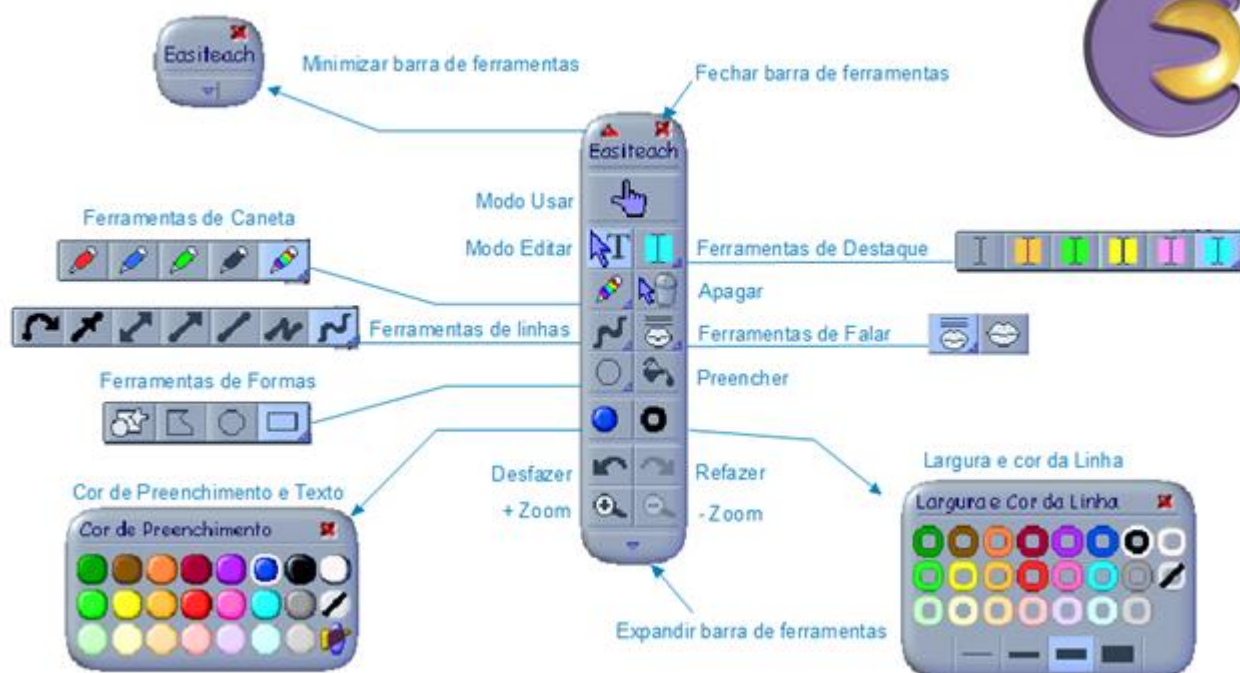 Easiteach
Minimizar barra de ferramentas
Fechar barra de ferramentas
Easiteach
Modo Usar
Ferramentas de Caneta
Modo Editar
Ferramentas de Destaque
Apagar
Ferramentas de linhas
Ferramentas de Falar
Ferramentas de Formas
Preencher
Desfazer
Refazer
Largura e cor da Linha
Cor de Preenchimento e Texto
+ Zoom
- Zoom
Largura e Cor da Linha
Cor de Preenchimento
Expandir barra de ferramentas